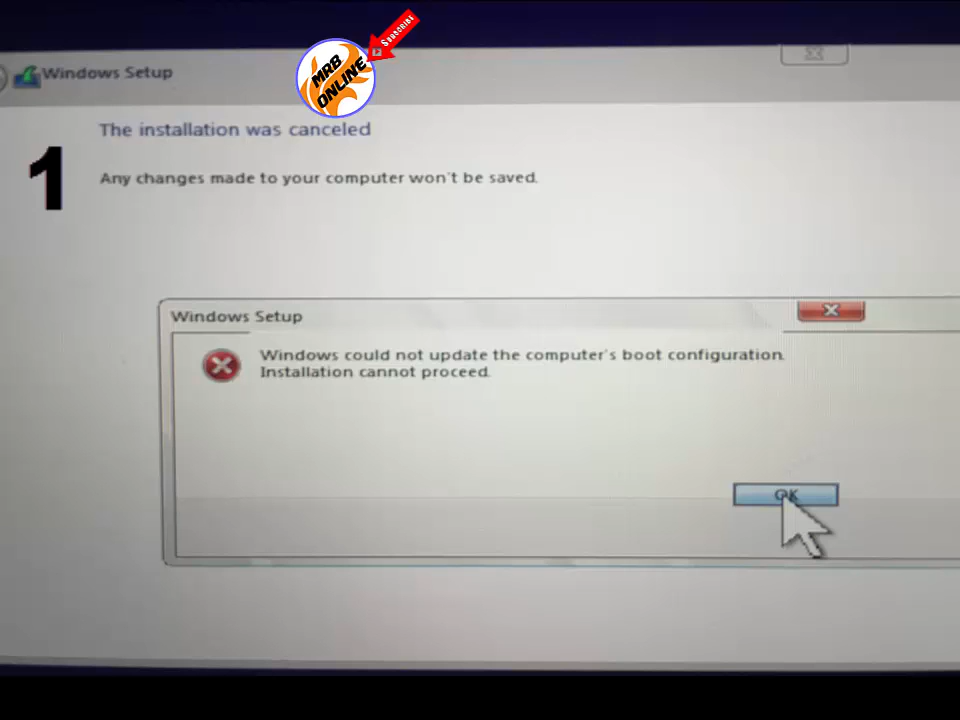 Subscribe
MRB
ONLINE
Windows Setup
The installation was canceled
1
Any changes made to your computer won't be saved.
Windows Setup
Windows could not update the computer's boot configuration.
Installation cannot proceed.
OK